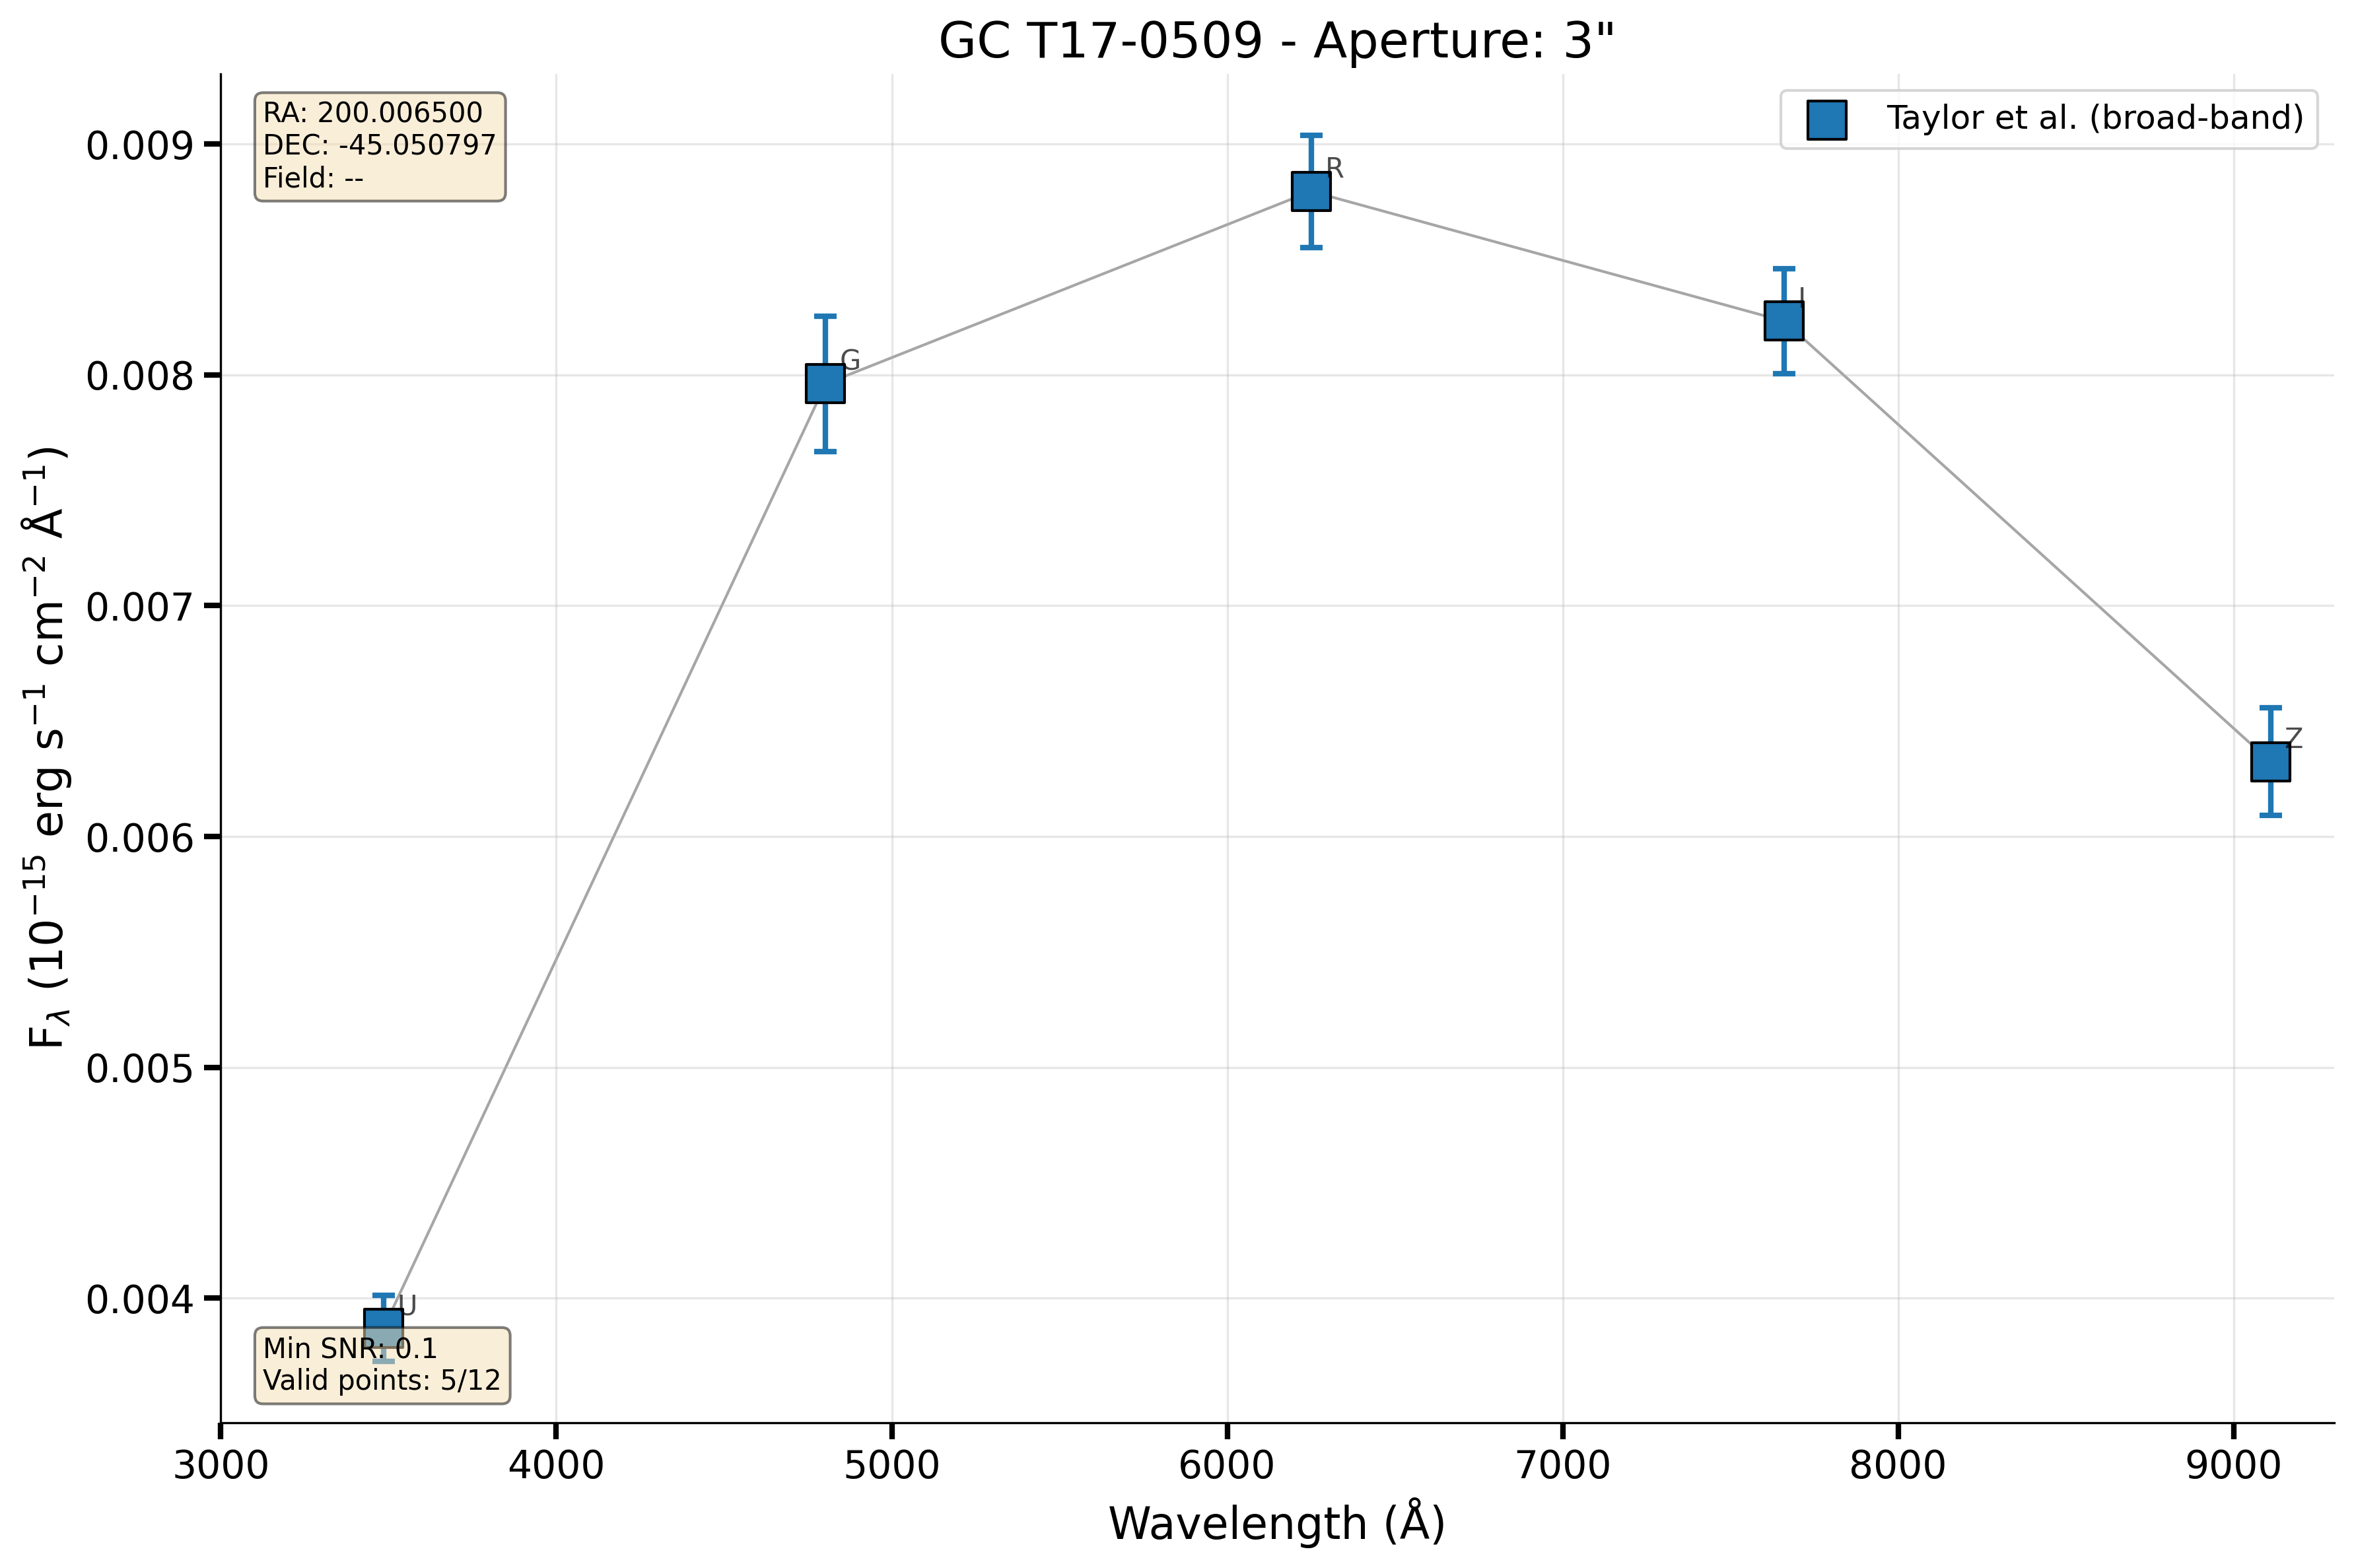 GC T17-0509 - Aperture: 3"
RA: 200.006500
DEC: -45.050797
Field: --
Taylor et al. (broad-band)
R
I
G
Z
U
Min SNR: 0.1
Valid points: 5/12
0.009
0.008
0.007
0.006
0.005
0.004
F_λ (10⁻¹⁵ erg s⁻¹ cm⁻² Å⁻¹)
3000 4000 5000 6000 7000 8000 9000
Wavelength (Å)